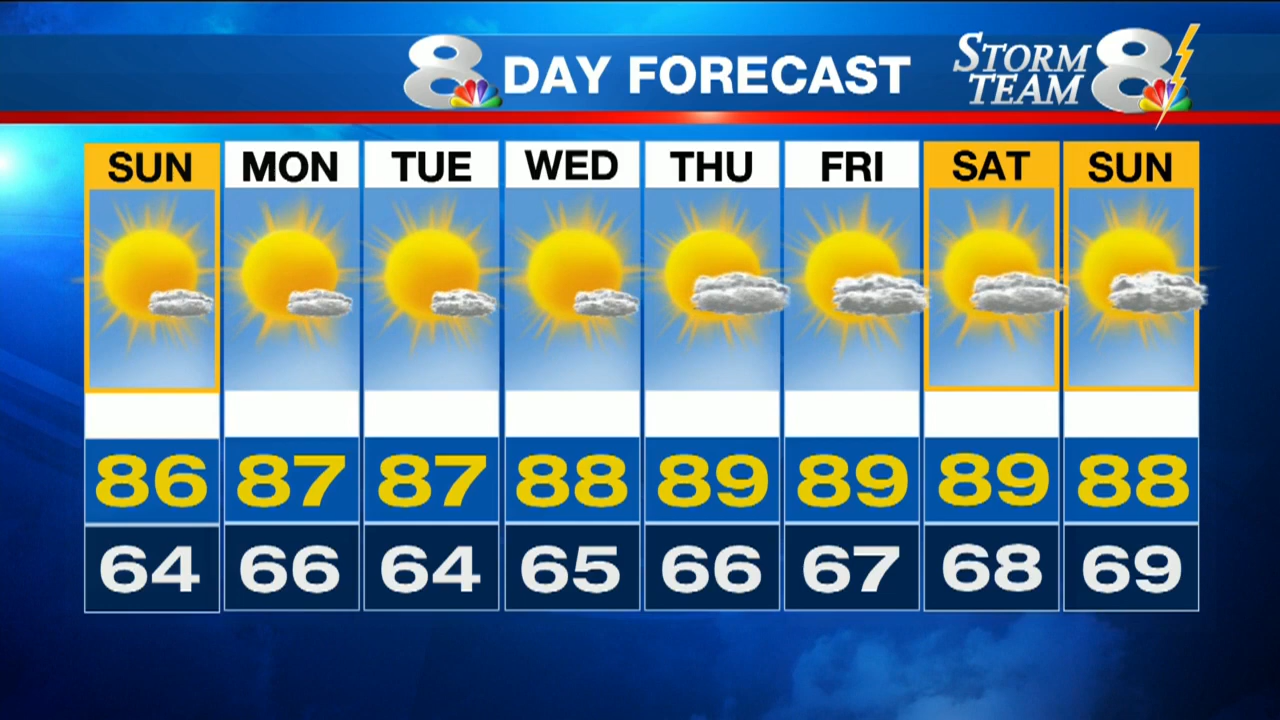 8 DAY FORECAST
STORM TEAM 8
SUN MON TUE WED THU FRI SAT SUN
86 87 87 88 89 89 89 88
64 66 64 65 66 67 68 69